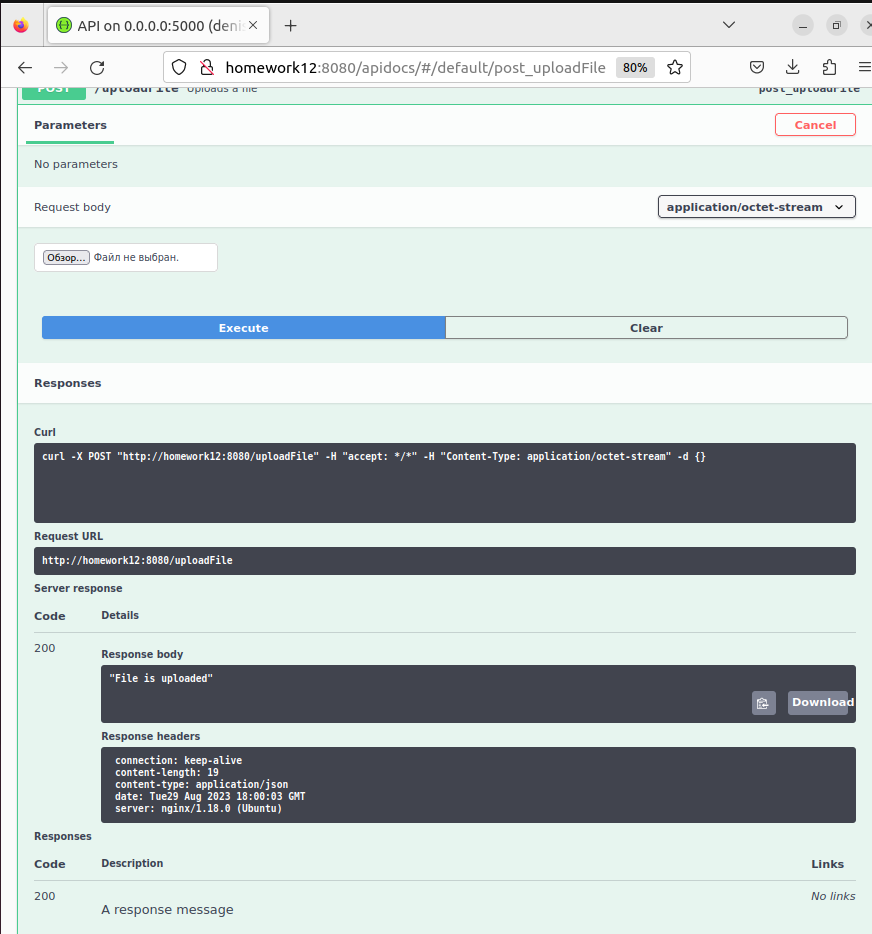 API on 0.0.0.0:5000 (deni
homework12:8080/apidocs/#/default/post_uploadFile 80%
POST /uploadFile Uploads a file post_uploadFile
Parameters Cancel
No parameters
Request body application/octet-stream
Обзор... Файл не выбран.
Execute Clear
Responses
Curl
curl -X POST "http://homework12:8080/uploadFile" -H "accept: */*" -H "Content-Type: application/octet-stream" -d {}
Request URL
http://homework12:8080/uploadFile
Server response
Code Details
200
Response body
"File is uploaded"
Download
Response headers
connection: keep-alive
content-length: 19
content-type: application/json
date: Tue29 Aug 2023 18:00:03 GMT
server: nginx/1.18.0 (Ubuntu)
Responses
Code Description Links
200 No links
A response message